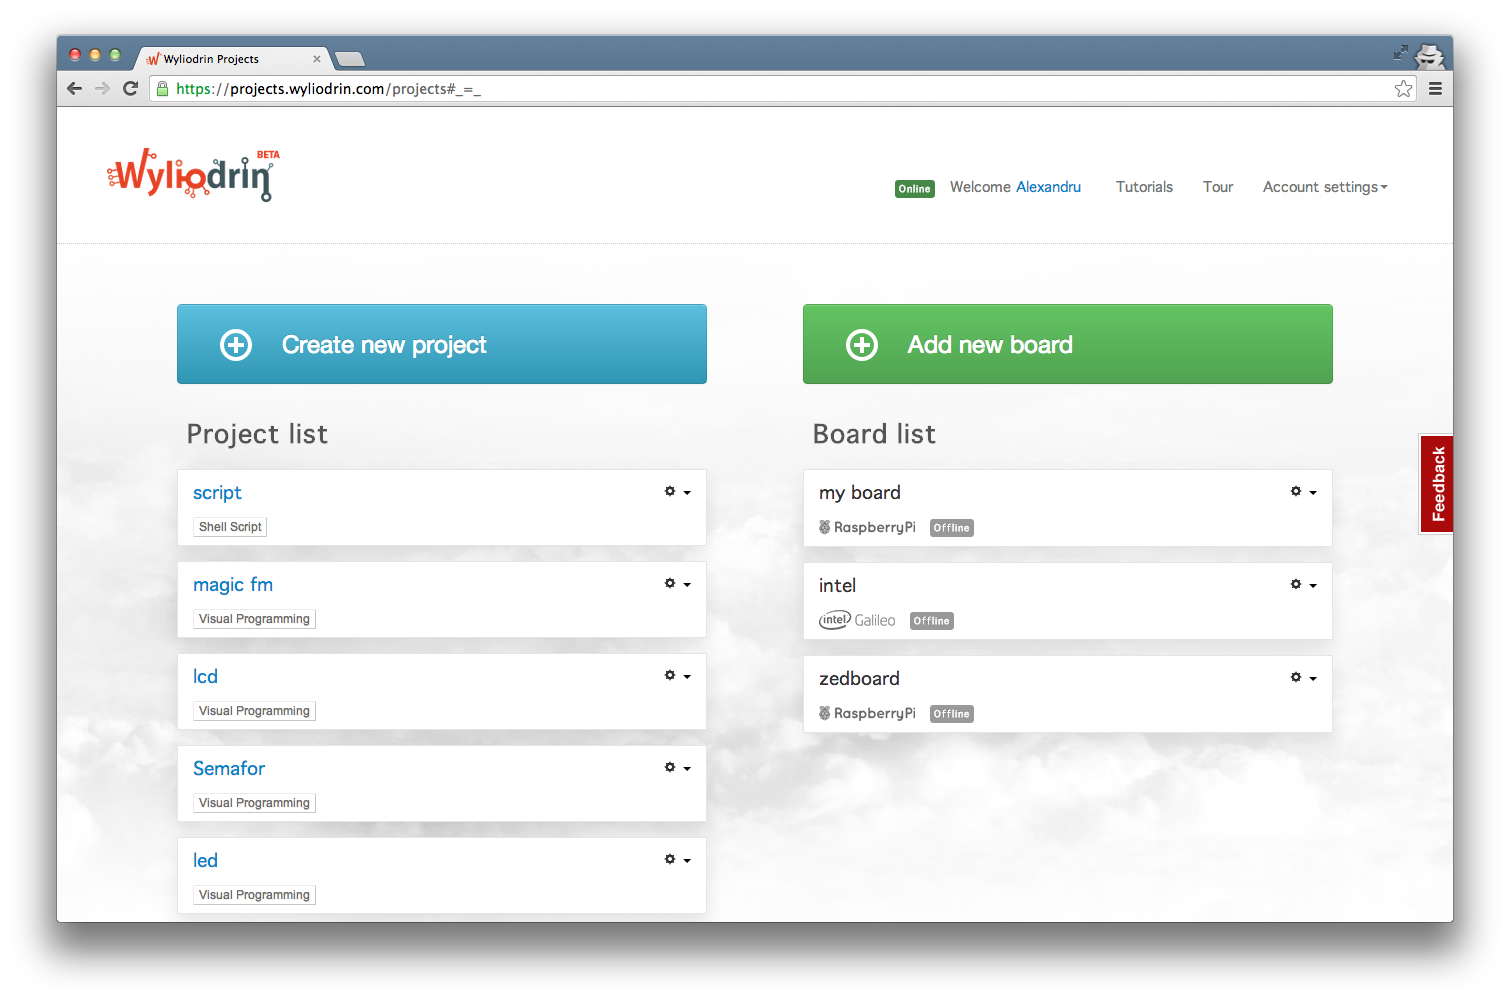 Wyliodrin Projects
https://projects.wyliodrin.com/projects#_=_
Wyliodrin BETA
Online Welcome Alexandru Tutorials Tour Account settings
Create new project
Add new board
Project list
script
Shell Script
magic fm
Visual Programming
lcd
Visual Programming
Semafor
Visual Programming
led
Visual Programming
Board list
my board
RaspberryPi Offline
intel
intel Galileo Offline
zedboard
RaspberryPi Offline
Feedback